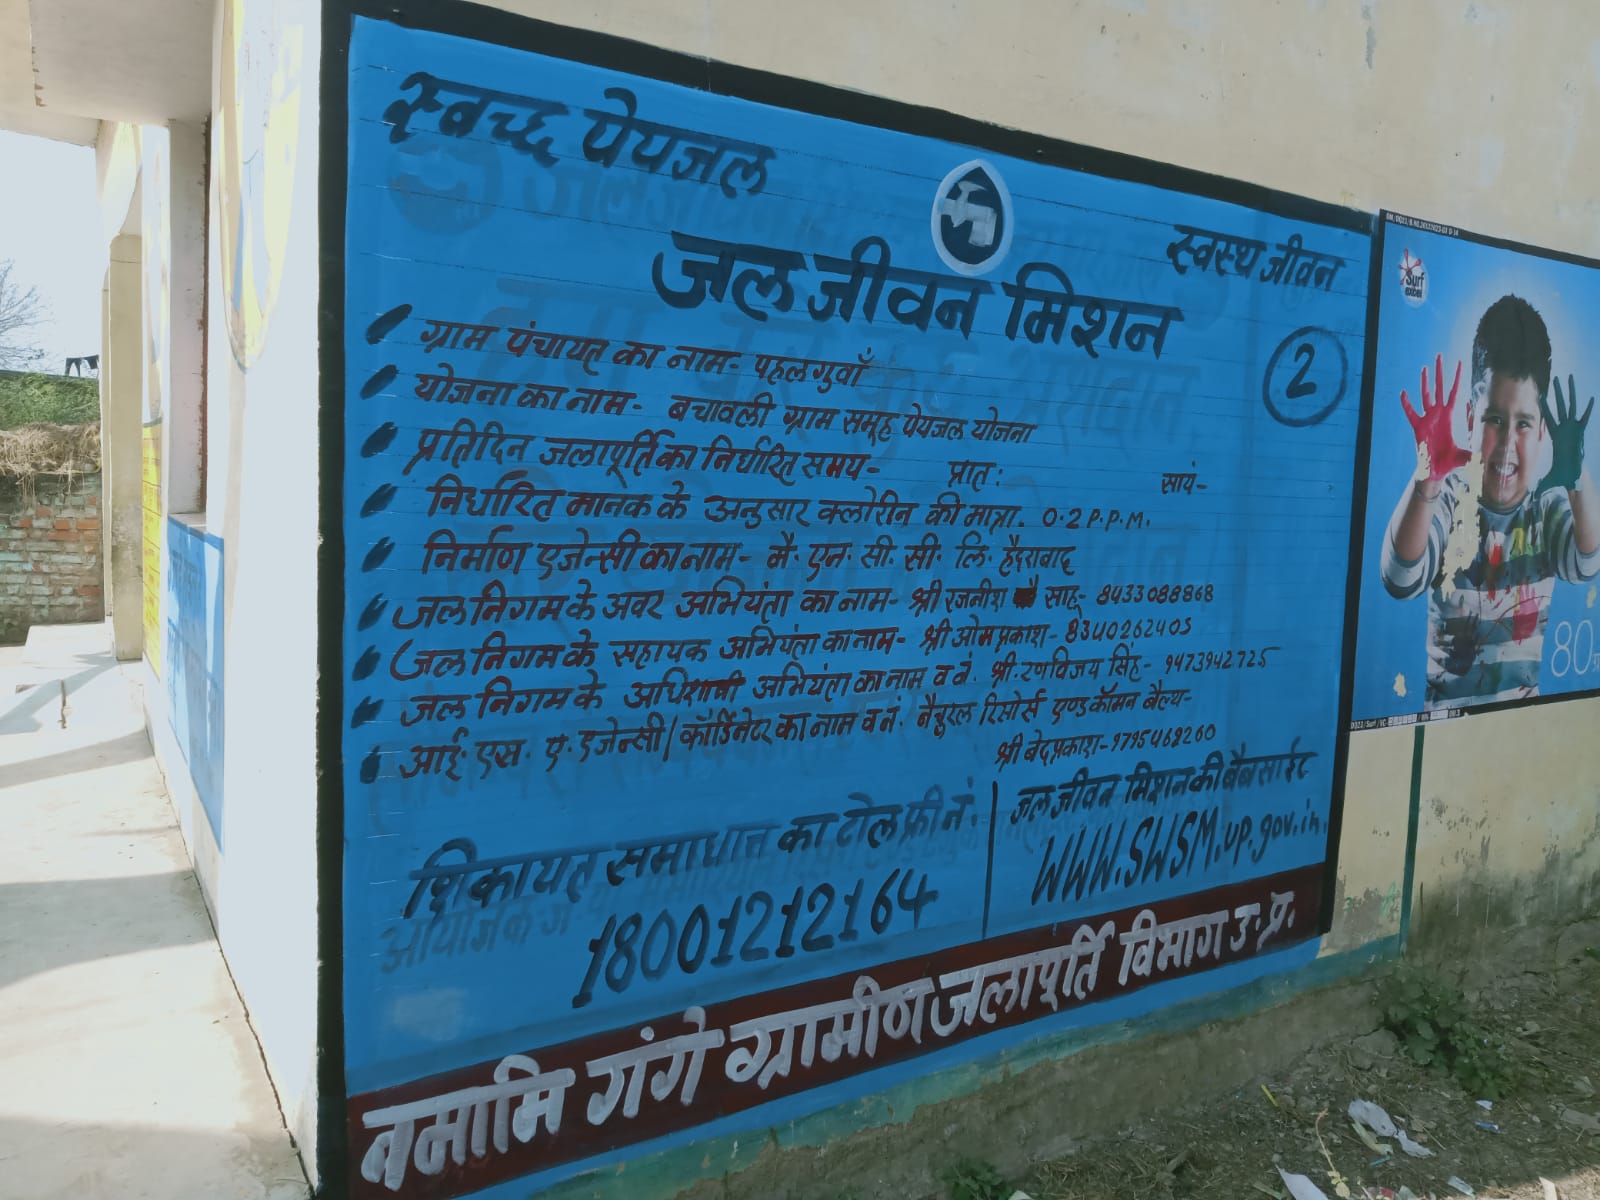 स्वच्छ पेयजल
स्वस्थ जीवन
जल जीवन मिशन
2
ग्राम पंचायत का नाम- पहलगुवाँ
योजना का नाम- बचावली ग्राम समूह पेयजल योजना
प्रतिदिन जलापूर्ति का निर्धारित समय- प्रात: सायं-
निर्धारित मानक के अनुसार क्लोरीन की मात्रा. 0.2 P.P.M.
निर्माण एजेन्सी का नाम- मै. एन. सी. सी. लि. हैदराबाद
जल निगम के अवर अभियंता का नाम- श्री रजनीश साहू- 8433088868
जल निगम के सहायक अभियंता का नाम- श्री ओमप्रकाश- 8340262405
जल निगम के अधिशाषी अभियंता का नाम व नं. श्री. रणविजय सिंह- 9473942725
आई. एस. ए. एजेन्सी/कॉर्डिनेटर का नाम व नं. नैचुरल रिसोर्स एण्ड कॉमन वैल्थ-
श्री वेदप्रकाश-9795469260
शिकायत समाधान का टोल फ्री नं.
18001212164
जल जीवन मिशन की वैबसाईट
WWW.SWSM.up.gov.in.
नमामि गंगे ग्रामीण जलापूर्ति विभाग उ.प्र.
Surf
excel
80